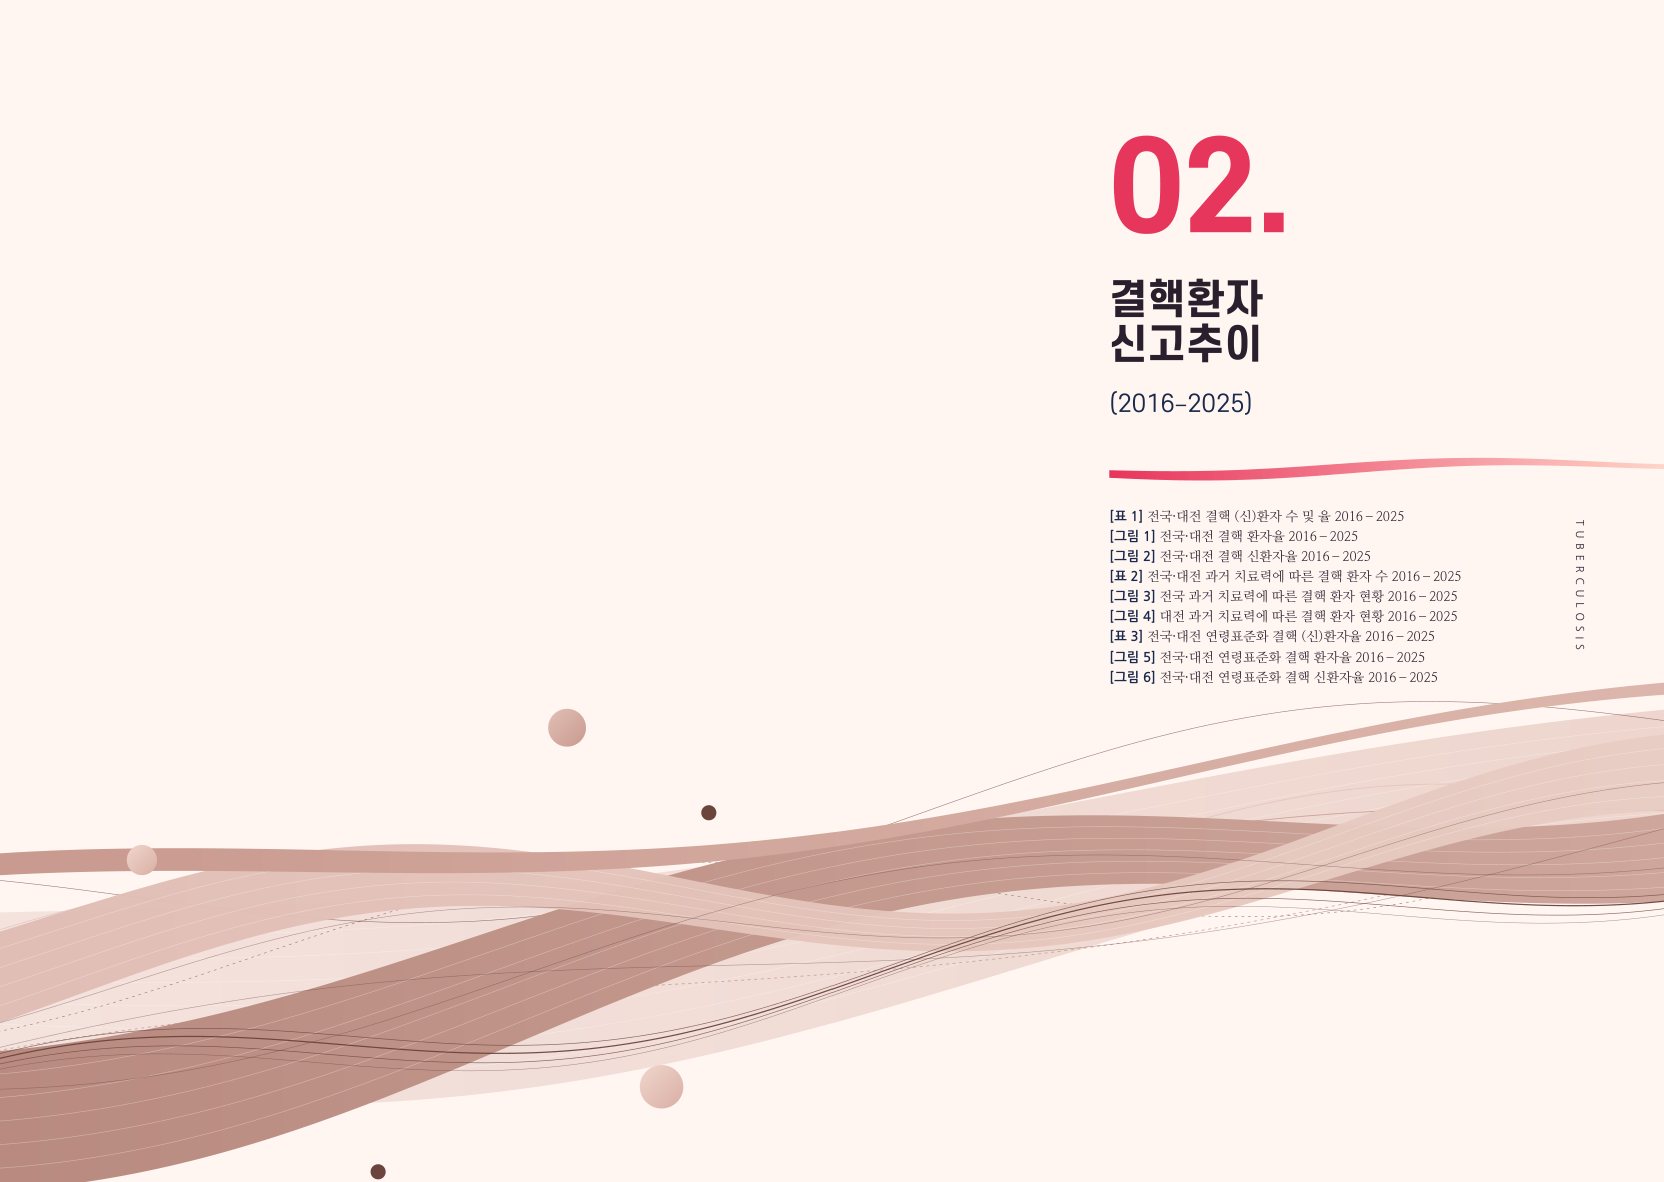 02.
결핵환자
신고추이
(2016-2025)
[표 1] 전국·대전 결핵 (신)환자 수 및 율 2016 – 2025
[그림 1] 전국·대전 결핵 환자율 2016 – 2025
[그림 2] 전국·대전 결핵 신환자율 2016 – 2025
[표 2] 전국·대전 과거 치료력에 따른 결핵 환자 수 2016 – 2025
[그림 3] 전국 과거 치료력에 따른 결핵 환자 현황 2016 – 2025
[그림 4] 대전 과거 치료력에 따른 결핵 환자 현황 2016 – 2025
[표 3] 전국·대전 연령표준화 결핵 (신)환자율 2016 – 2025
[그림 5] 전국·대전 연령표준화 결핵 환자율 2016 – 2025
[그림 6] 전국·대전 연령표준화 결핵 신환자율 2016 – 2025
TUBERCULOSIS